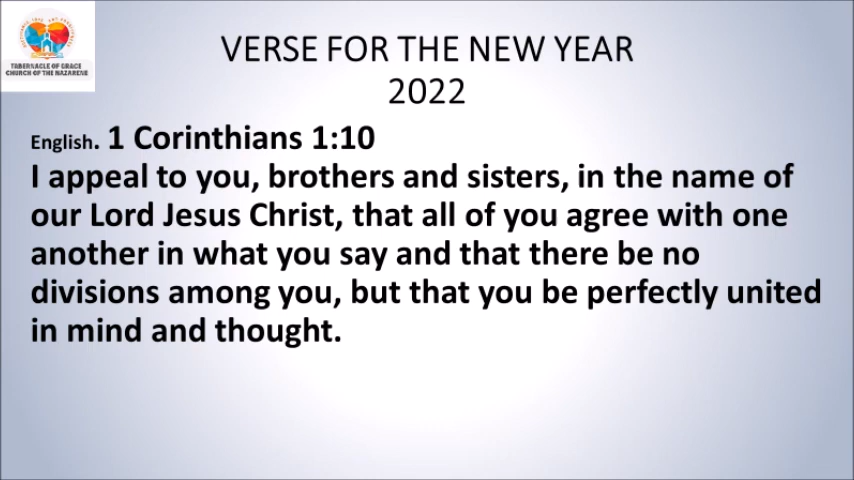 TABERNACLE OF GRACE
CHURCH OF THE NAZARENE
VERSE FOR THE NEW YEAR
2022
English. 1 Corinthians 1:10
I appeal to you, brothers and sisters, in the name of
our Lord Jesus Christ, that all of you agree with one
another in what you say and that there be no
divisions among you, but that you be perfectly united
in mind and thought.